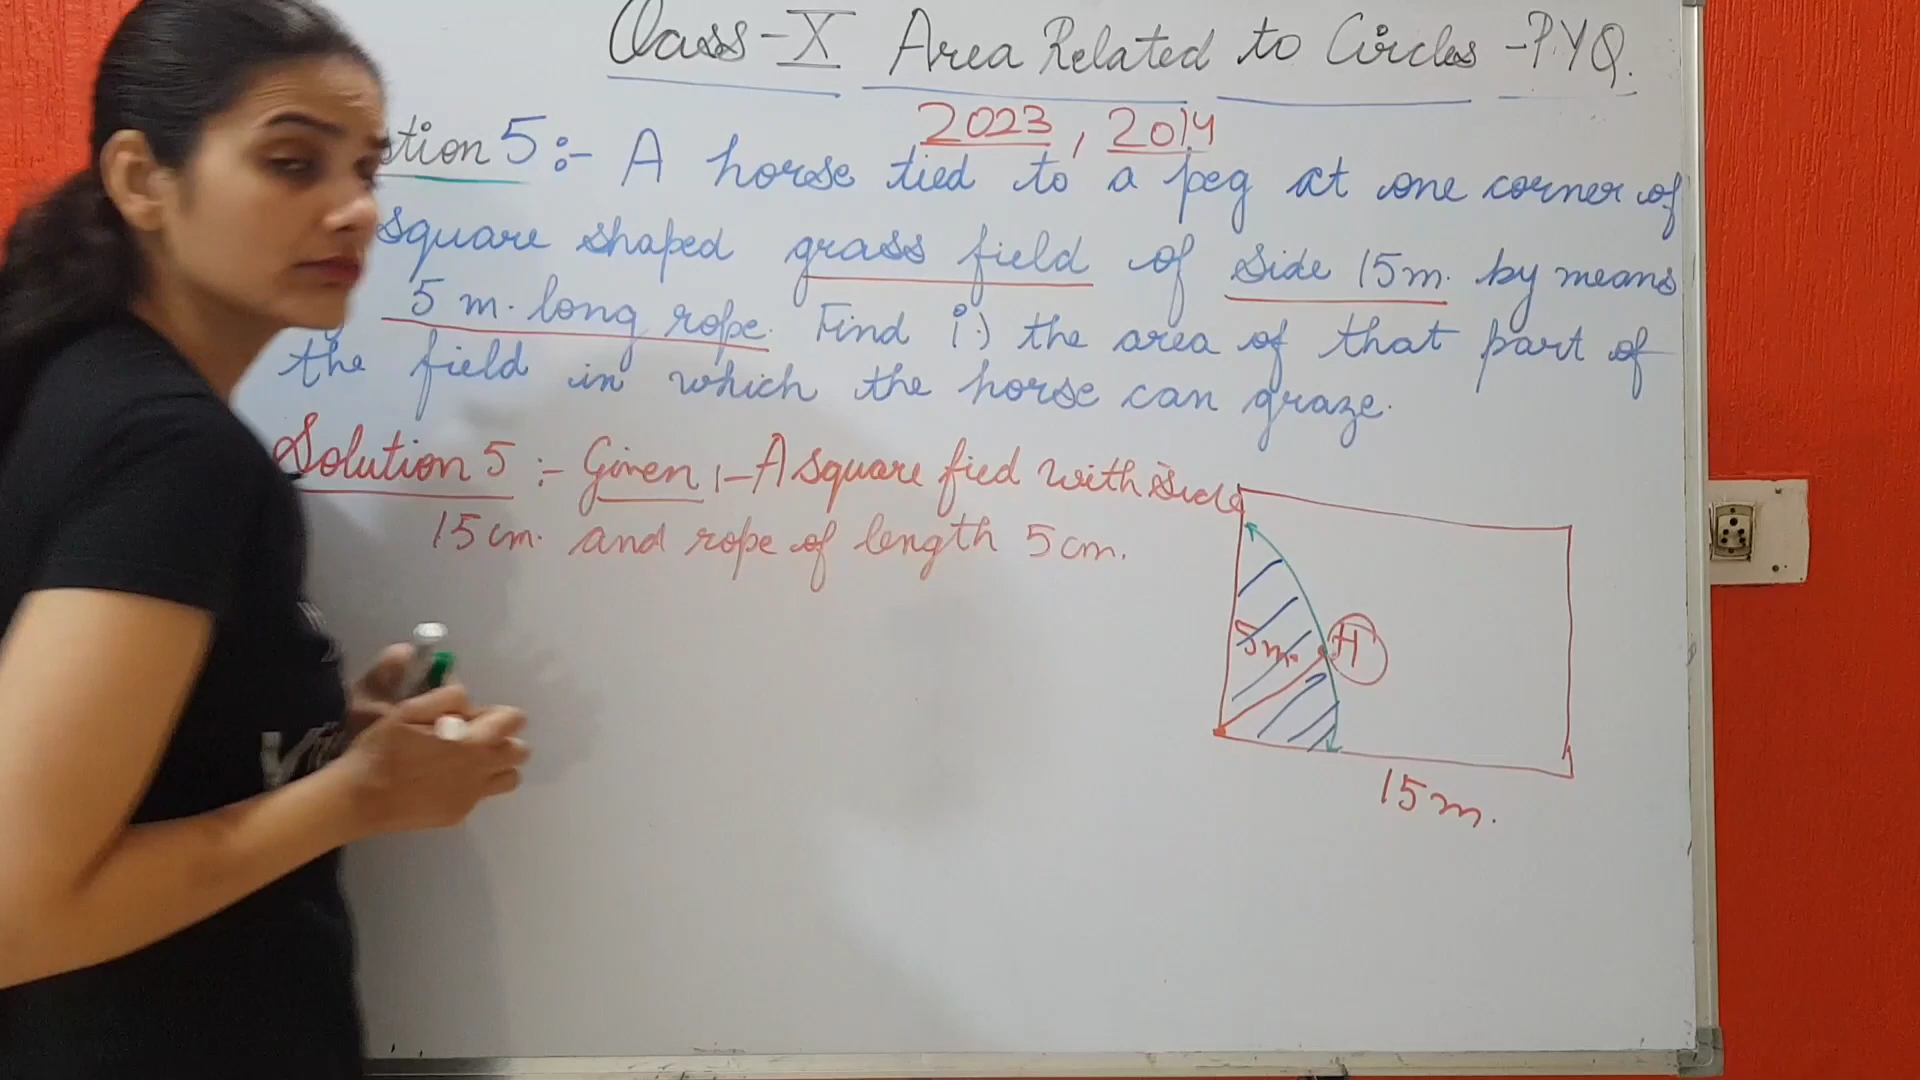 Class-X Area Related to Circles -PYQ.
2023, 2014
tion 5:- A horse tied to a peg at one corner of
square shaped grass field of side 15m. by means
5 m. long rope. Find i.) the area of that part of
the field in which the horse can graze.
Solution 5 :- Given :- A square fied with side
15 cm. and rope of length 5 cm.
5m.
H
15 m.